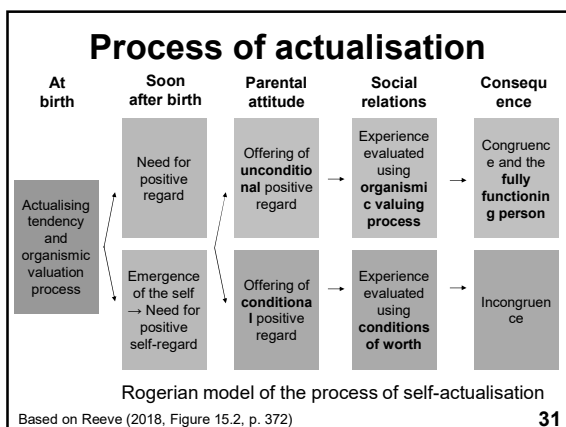 Process of actualisation
At
birth
Soon
after birth
Parental
attitude
Social
relations
Consequ
ence
Actualising
tendency
and
organismic
valuation
process
Need for
positive
regard
Emergence
of the self
→ Need for
positive
self-regard
Offering of
unconditio
nal positive
regard
Offering of
conditiona
l positive
regard
Experience
evaluated
using
organismi
c valuing
process
Experience
evaluated
using
conditions
of worth
Congruenc
e and the
fully
functionin
g person
Incongruen
ce
Rogerian model of the process of self-actualisation
Based on Reeve (2018, Figure 15.2, p. 372)
31